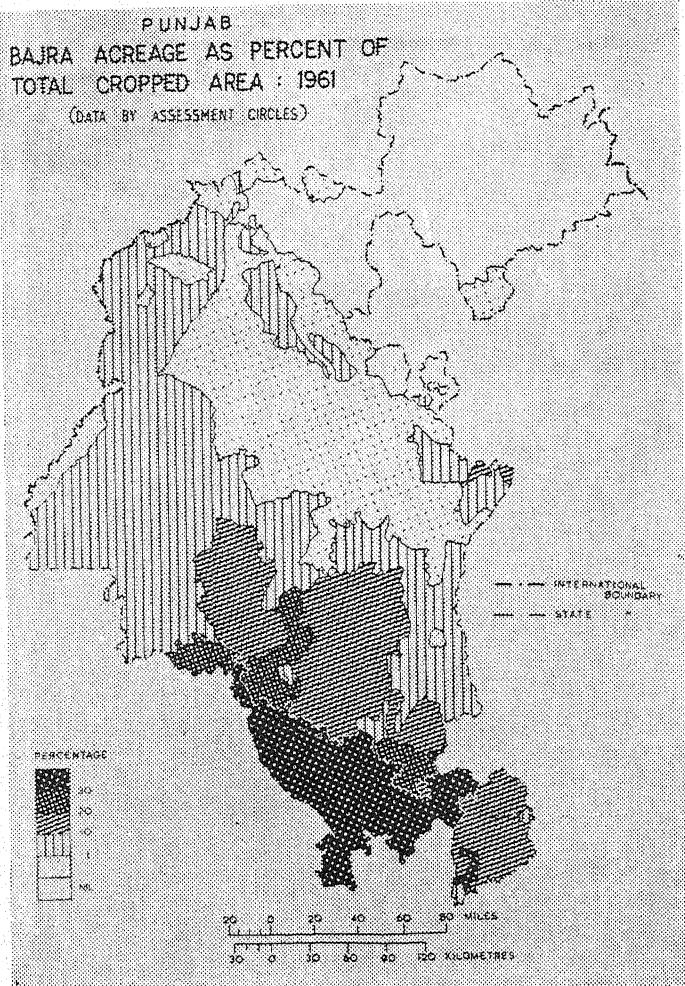 PUNJAB
BAJRA ACREAGE AS PERCENT OF
TOTAL CROPPED AREA : 1961
(DATA BY ASSESSMENT CIRCLES)
INTERNATIONAL
BOUNDARY
STATE "
PERCENTAGE
30
20
10
1
NIL
20 0 20 40 60 80 MILES
30 0 30 60 90 120 KILOMETRES